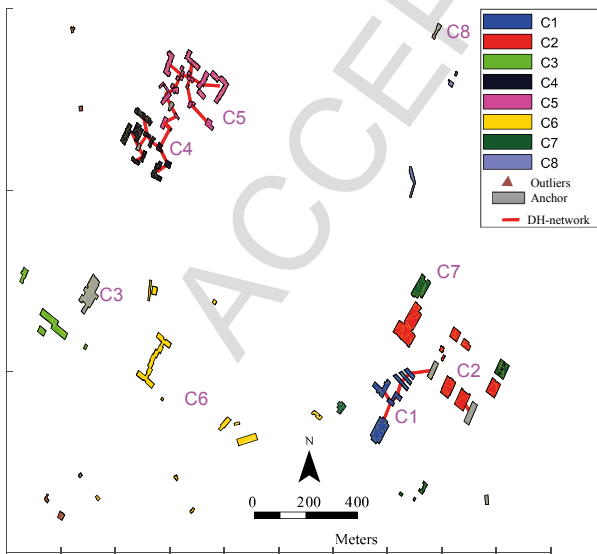 C8
C5
C4
C7
C3
C2
C6
C1
C1
C2
C3
C4
C5
C6
C7
C8
Outliers
Anchor
DH-network
ACCE
N
0 200 400
Meters